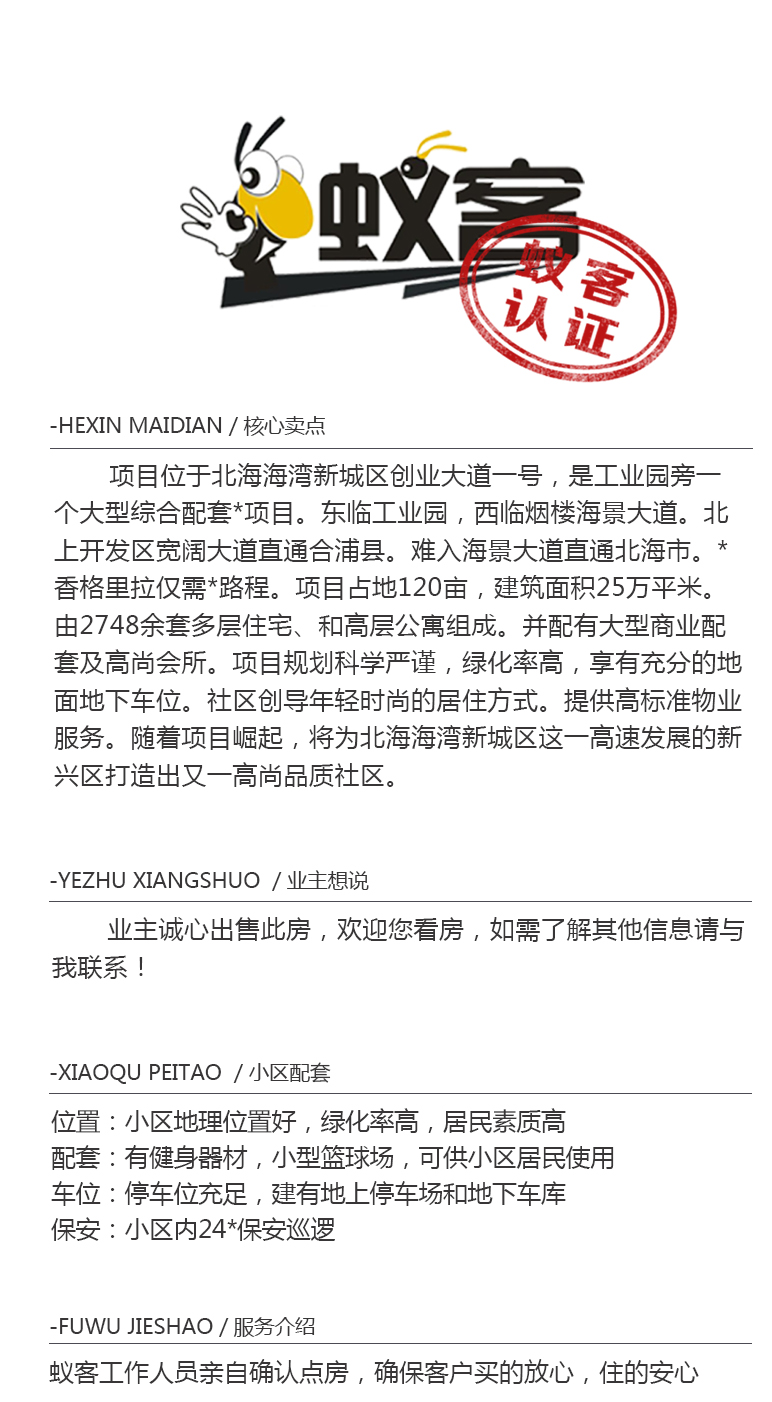 蚁客
蚁客
认证
-HEXIN MAIDIAN / 核心卖点
项目位于北海海湾新城区创业大道一号，是工业园旁一
个大型综合配套*项目。东临工业园，西临烟楼海景大道。北
上开发区宽阔大道直通合浦县。难入海景大道直通北海市。*
香格里拉仅需*路程。项目占地120亩，建筑面积25万平米。
由2748余套多层住宅、和高层公寓组成。并配有大型商业配
套及高尚会所。项目规划科学严谨，绿化率高，享有充分的地
面地下车位。社区创导年轻时尚的居住方式。提供高标准物业
服务。随着项目崛起，将为北海海湾新城区这一高速发展的新
兴区打造出又一高尚品质社区。
-YEZHU XIANGSHUO / 业主想说
业主诚心出售此房，欢迎您看房，如需了解其他信息请与
我联系！
-XIAOQU PEITAO / 小区配套
位置：小区地理位置好，绿化率高，居民素质高
配套：有健身器材，小型篮球场，可供小区居民使用
车位：停车位充足，建有地上停车场和地下车库
保安：小区内24*保安巡逻
-FUWU JIESHAO / 服务介绍
蚁客工作人员亲自确认点房，确保客户买的放心，住的安心